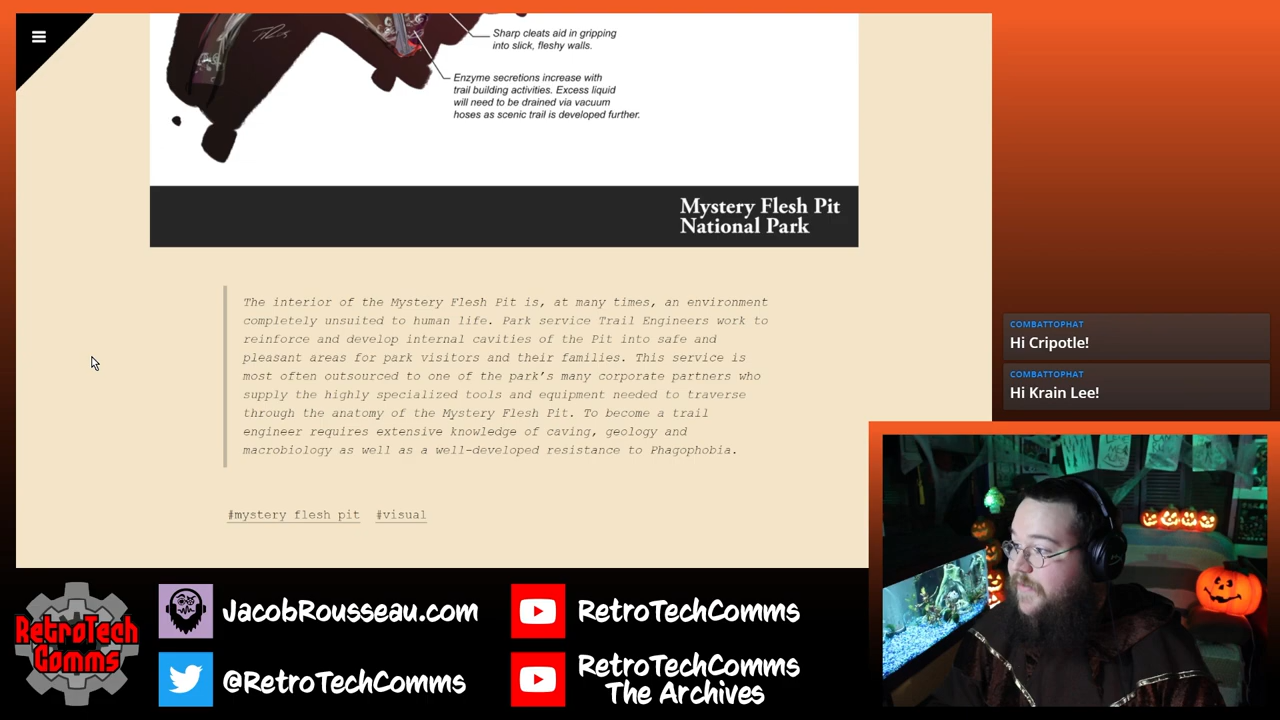 Sharp cleats aid in gripping
into slick, fleshy walls.
Enzyme secretions increase with
trail building activities. Excess liquid
will need to be drained via vacuum
hoses as scenic trail is developed further.
Mystery Flesh Pit
National Park
The interior of the Mystery Flesh Pit is, at many times, an environment
completely unsuited to human life. Park service Trail Engineers work to
reinforce and develop internal cavities of the Pit into safe and
pleasant areas for park visitors and their families. This service is
most often outsourced to one of the park’s many corporate partners who
supply the highly specialized tools and equipment needed to traverse
through the anatomy of the Mystery Flesh Pit. To become a trail
engineer requires extensive knowledge of caving, geology and
macrobiology as well as a well-developed resistance to Phagophobia.
#mystery flesh pit #visual
COMBATTOPHAT
Hi Cripotle!
COMBATTOPHAT
Hi Krain Lee!
RetroTech
Comms
JacobRousseau.com
@RetroTechComms
RetroTechComms
RetroTechComms
The Archives